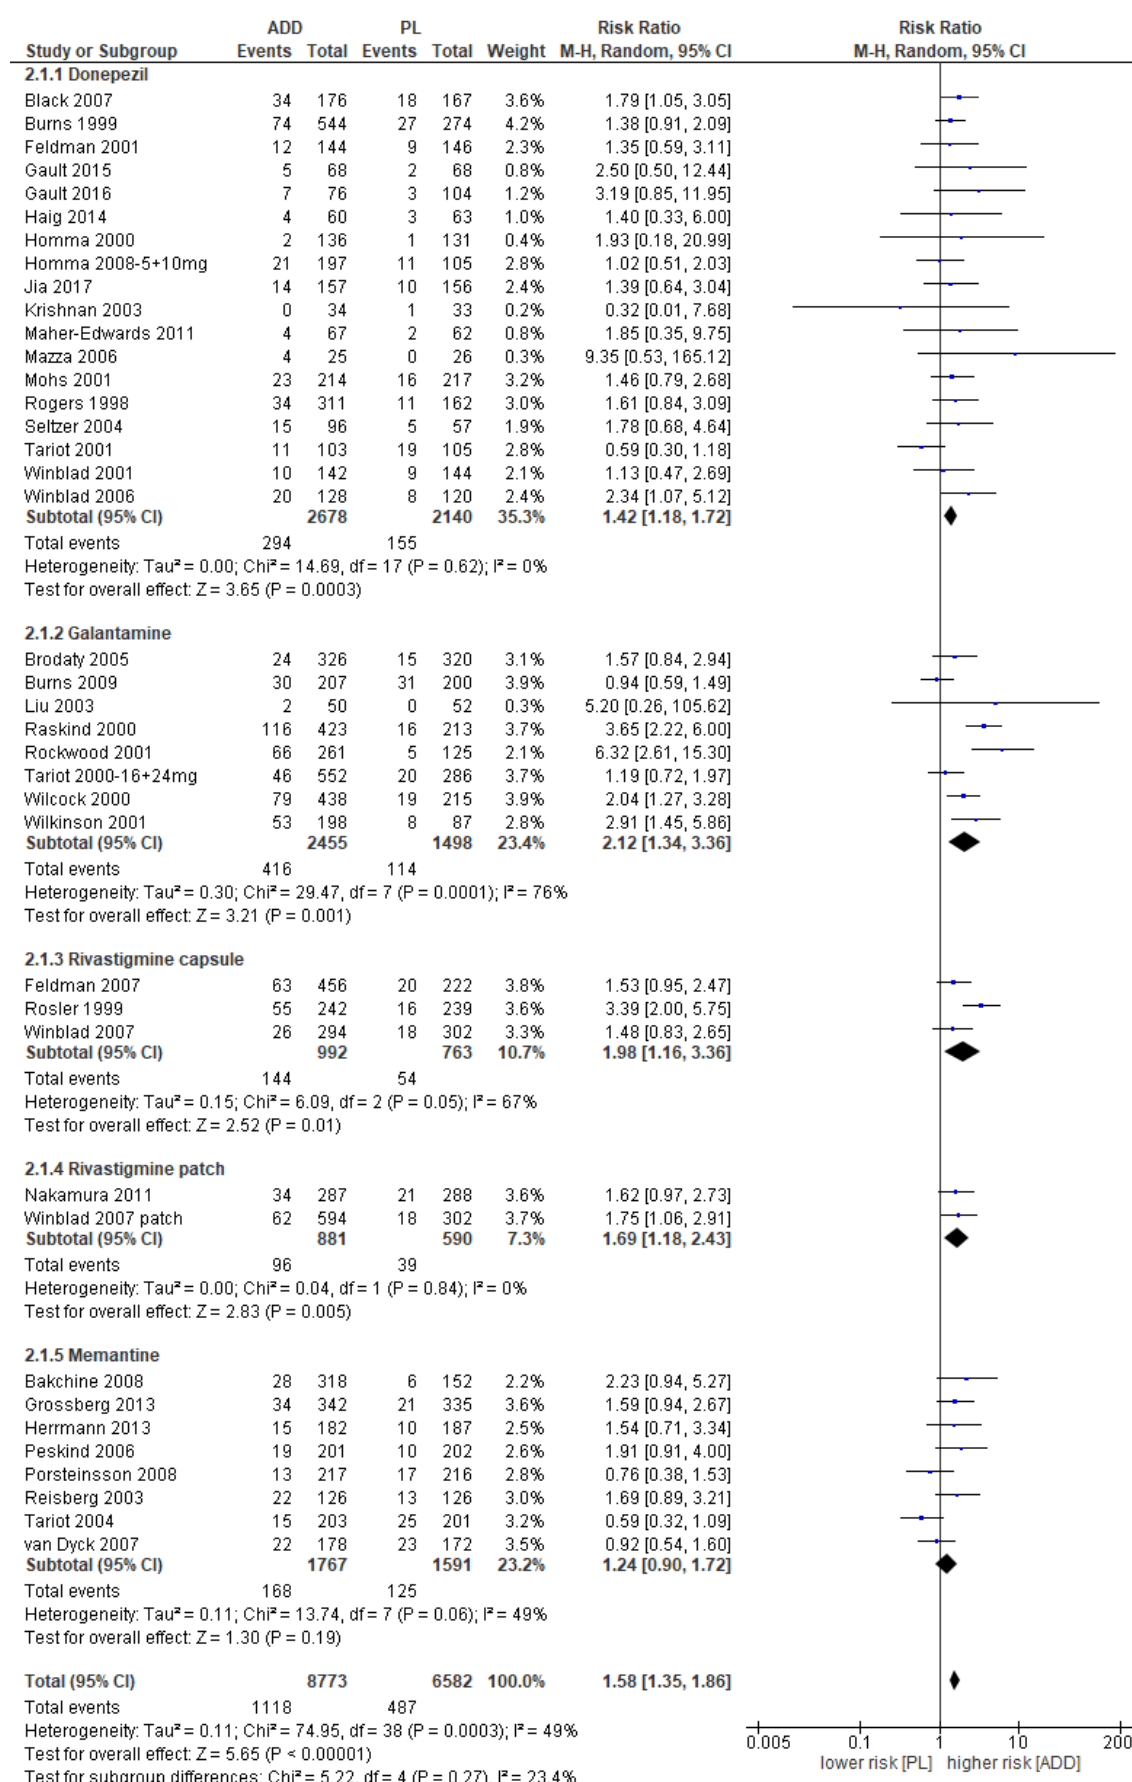 ADD PL Risk Ratio Risk Ratio
Study or Subgroup Events Total Events Total Weight M-H, Random, 95% CI M-H, Random, 95% CI
2.1.1 Donepezil
Black 2007 34 176 18 167 3.6% 1.79 [1.05, 3.05]
Burns 1999 74 544 27 274 4.2% 1.38 [0.91, 2.09]
Feldman 2001 12 144 9 146 2.3% 1.35 [0.59, 3.11]
Gault 2015 5 68 2 68 0.8% 2.50 [0.50, 12.44]
Gault 2016 7 76 3 104 1.2% 3.19 [0.85, 11.95]
Haig 2014 4 60 3 63 1.0% 1.40 [0.33, 6.00]
Homma 2000 2 136 1 131 0.4% 1.93 [0.18, 20.99]
Homma 2008-5+10mg 21 197 11 105 2.8% 1.02 [0.51, 2.03]
Jia 2017 14 157 10 156 2.4% 1.39 [0.64, 3.04]
Krishnan 2003 0 34 1 33 0.2% 0.32 [0.01, 7.68]
Maher-Edwards 2011 4 67 2 62 0.8% 1.85 [0.35, 9.75]
Mazza 2006 4 25 0 26 0.3% 9.35 [0.53, 165.12]
Mohs 2001 23 214 16 217 3.2% 1.46 [0.79, 2.68]
Rogers 1998 34 311 11 162 3.0% 1.61 [0.84, 3.09]
Seltzer 2004 15 96 5 57 1.9% 1.78 [0.68, 4.64]
Tariot 2001 11 103 19 105 2.8% 0.59 [0.30, 1.18]
Winblad 2001 10 142 9 144 2.1% 1.13 [0.47, 2.69]
Winblad 2006 20 128 8 120 2.4% 2.34 [1.07, 5.12]
Subtotal (95% CI) 2678 2140 35.3% 1.42 [1.18, 1.72]
Total events 294 155
Heterogeneity: Tau² = 0.00; Chi² = 14.69, df = 17 (P = 0.62); I² = 0%
Test for overall effect: Z = 3.65 (P = 0.0003)
2.1.2 Galantamine
Brodaty 2005 24 326 15 320 3.1% 1.57 [0.84, 2.94]
Burns 2009 30 207 31 200 3.9% 0.94 [0.59, 1.49]
Liu 2003 2 50 0 52 0.3% 5.20 [0.26, 105.62]
Raskind 2000 116 423 16 213 3.7% 3.65 [2.22, 6.00]
Rockwood 2001 66 261 5 125 2.1% 6.32 [2.61, 15.30]
Tariot 2000-16+24mg 46 552 20 286 3.7% 1.19 [0.72, 1.97]
Wilcock 2000 79 438 19 215 3.9% 2.04 [1.27, 3.28]
Wilkinson 2001 53 198 8 87 2.8% 2.91 [1.45, 5.86]
Subtotal (95% CI) 2455 1498 23.4% 2.12 [1.34, 3.36]
Total events 416 114
Heterogeneity: Tau² = 0.30; Chi² = 29.47, df = 7 (P = 0.0001); I² = 76%
Test for overall effect: Z = 3.21 (P = 0.001)
2.1.3 Rivastigmine capsule
Feldman 2007 63 456 20 222 3.8% 1.53 [0.95, 2.47]
Rosler 1999 55 242 16 239 3.6% 3.39 [2.00, 5.75]
Winblad 2007 26 294 18 302 3.3% 1.48 [0.83, 2.65]
Subtotal (95% CI) 992 763 10.7% 1.98 [1.16, 3.36]
Total events 144 54
Heterogeneity: Tau² = 0.15; Chi² = 6.09, df = 2 (P = 0.05); I² = 67%
Test for overall effect: Z = 2.52 (P = 0.01)
2.1.4 Rivastigmine patch
Nakamura 2011 34 287 21 288 3.6% 1.62 [0.97, 2.73]
Winblad 2007 patch 62 594 18 302 3.7% 1.75 [1.06, 2.91]
Subtotal (95% CI) 881 590 7.3% 1.69 [1.18, 2.43]
Total events 96 39
Heterogeneity: Tau² = 0.00; Chi² = 0.04, df = 1 (P = 0.84); I² = 0%
Test for overall effect: Z = 2.83 (P = 0.005)
2.1.5 Memantine
Bakchine 2008 28 318 6 152 2.2% 2.23 [0.94, 5.27]
Grossberg 2013 34 342 21 335 3.6% 1.59 [0.94, 2.67]
Herrmann 2013 15 182 10 187 2.5% 1.54 [0.71, 3.34]
Peskind 2006 19 201 10 202 2.6% 1.91 [0.91, 4.00]
Porsteinsson 2008 13 217 17 216 2.8% 0.76 [0.38, 1.53]
Reisberg 2003 22 126 13 126 3.0% 1.69 [0.89, 3.21]
Tariot 2004 15 203 25 201 3.2% 0.59 [0.32, 1.09]
van Dyck 2007 22 178 23 172 3.5% 0.92 [0.54, 1.60]
Subtotal (95% CI) 1767 1591 23.2% 1.24 [0.90, 1.72]
Total events 168 125
Heterogeneity: Tau² = 0.11; Chi² = 13.74, df = 7 (P = 0.06); I² = 49%
Test for overall effect: Z = 1.30 (P = 0.19)
Total (95% CI) 8773 6582 100.0% 1.58 [1.35, 1.86]
Total events 1118 487
Heterogeneity: Tau² = 0.11; Chi² = 74.95, df = 38 (P = 0.0003); I² = 49%
Test for overall effect: Z = 5.65 (P < 0.00001)
Test for subgroup differences: Chi² = 5.22, df = 4 (P = 0.27), I² = 23.4%
0.005 0.1 1 10 200
lower risk [PL] higher risk [ADD]